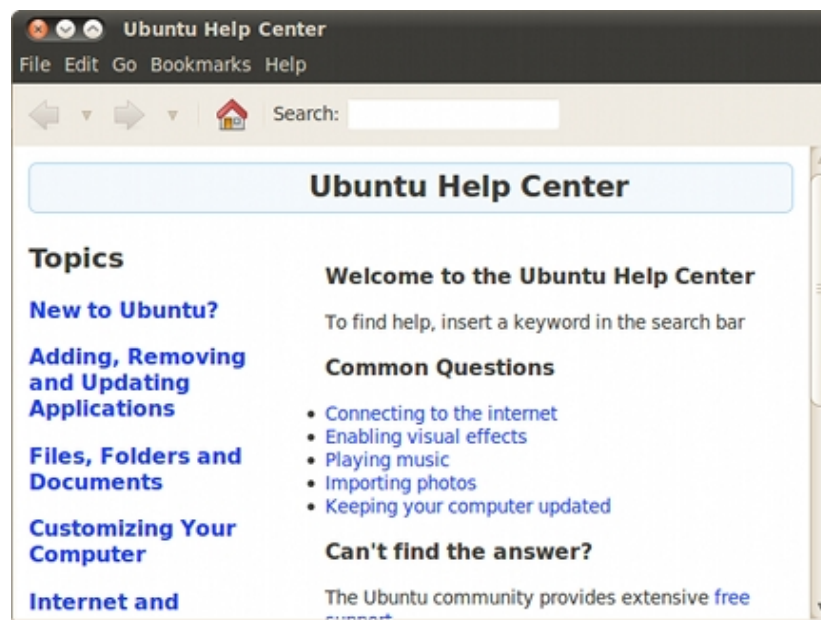 Ubuntu Help Center
File Edit Go Bookmarks Help
Search:
Ubuntu Help Center
Topics
New to Ubuntu?
Adding, Removing
and Updating
Applications
Files, Folders and
Documents
Customizing Your
Computer
Internet and
Welcome to the Ubuntu Help Center
To find help, insert a keyword in the search bar
Common Questions
• Connecting to the internet
• Enabling visual effects
• Playing music
• Importing photos
• Keeping your computer updated
Can't find the answer?
The Ubuntu community provides extensive free
support